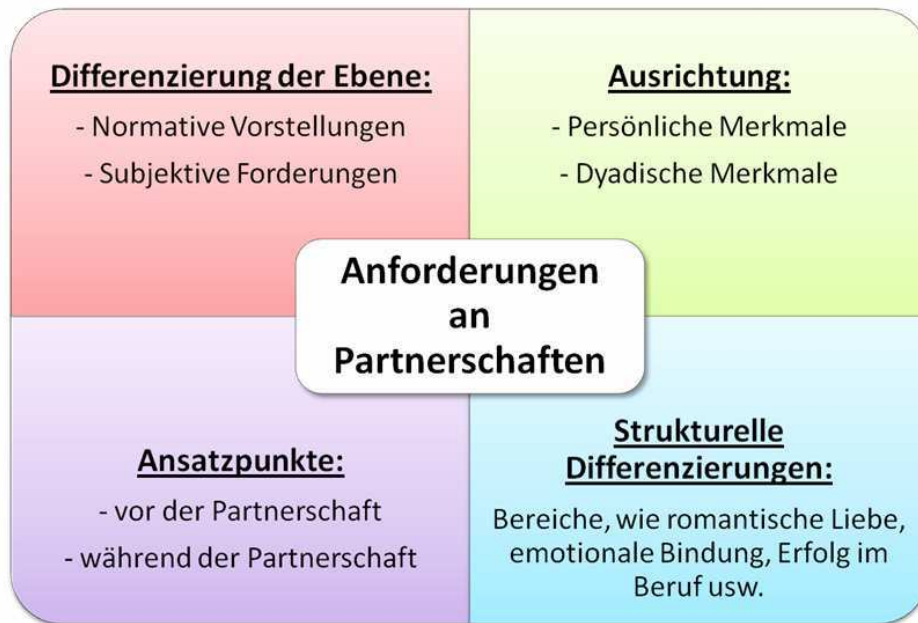 Differenzierung der Ebene:
- Normative Vorstellungen
- Subjektive Forderungen
Ausrichtung:
- Persönliche Merkmale
- Dyadische Merkmale
Anforderungen
an
Partnerschaften
Ansatzpunkte:
- vor der Partnerschaft
- während der Partnerschaft
Strukturelle
Differenzierungen:
Bereiche, wie romantische Liebe,
emotionale Bindung, Erfolg im
Beruf usw.